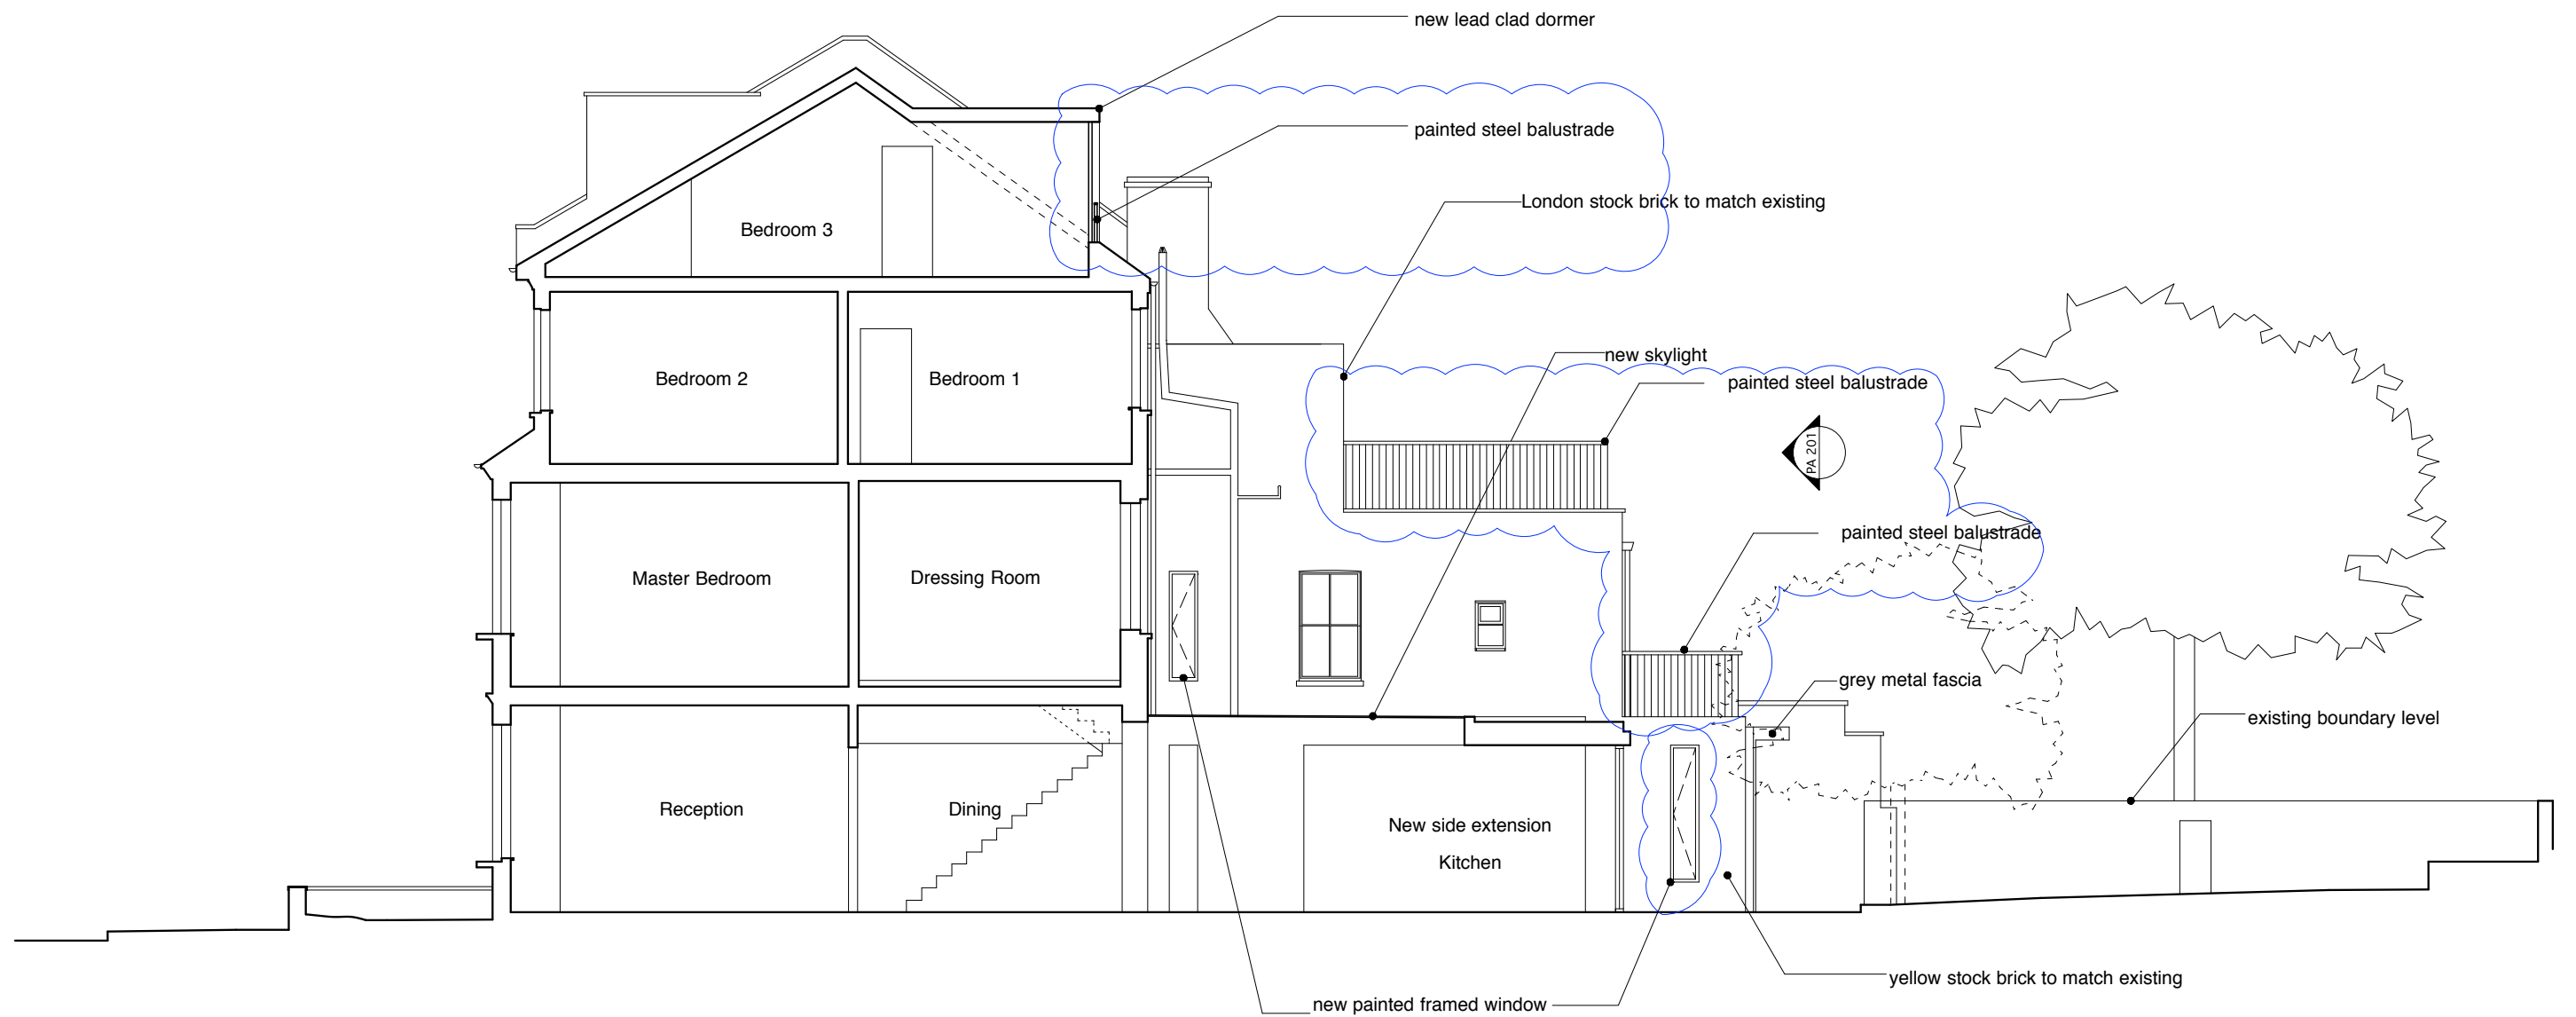 new lead clad dormer
painted steel balustrade
London stock brick to match existing
Bedroom 3
new skylight
painted steel balustrade
Bedroom 2
Bedroom 1
PA 201
painted steel balustrade
Master Bedroom
Dressing Room
grey metal fascia
existing boundary level
Reception
Dining
New side extension
Kitchen
yellow stock brick to match existing
new painted framed window